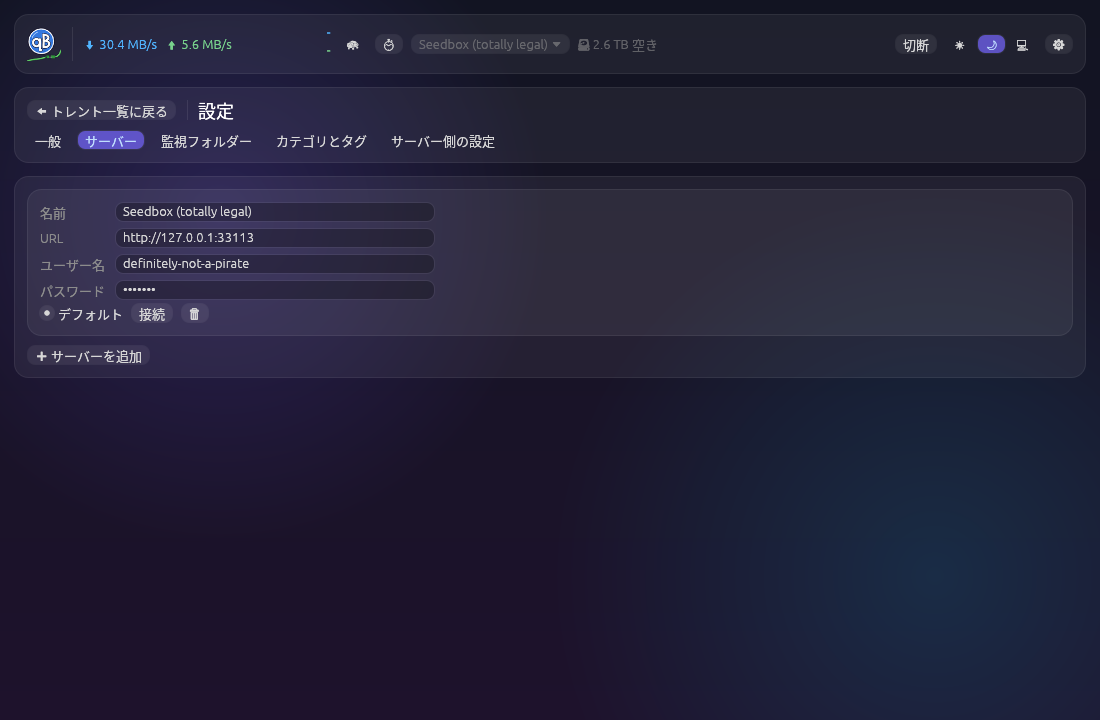 qB
30.4 MB/s 5.6 MB/s - - Seedbox (totally legal) 2.6 TB 空き 切断
トレント一覧に戻る 設定
一般 サーバー 監視フォルダー カテゴリとタグ サーバー側の設定
名前 Seedbox (totally legal)
URL http://127.0.0.1:33113
ユーザー名 definitely-not-a-pirate
パスワード •••••••
デフォルト 接続
サーバーを追加